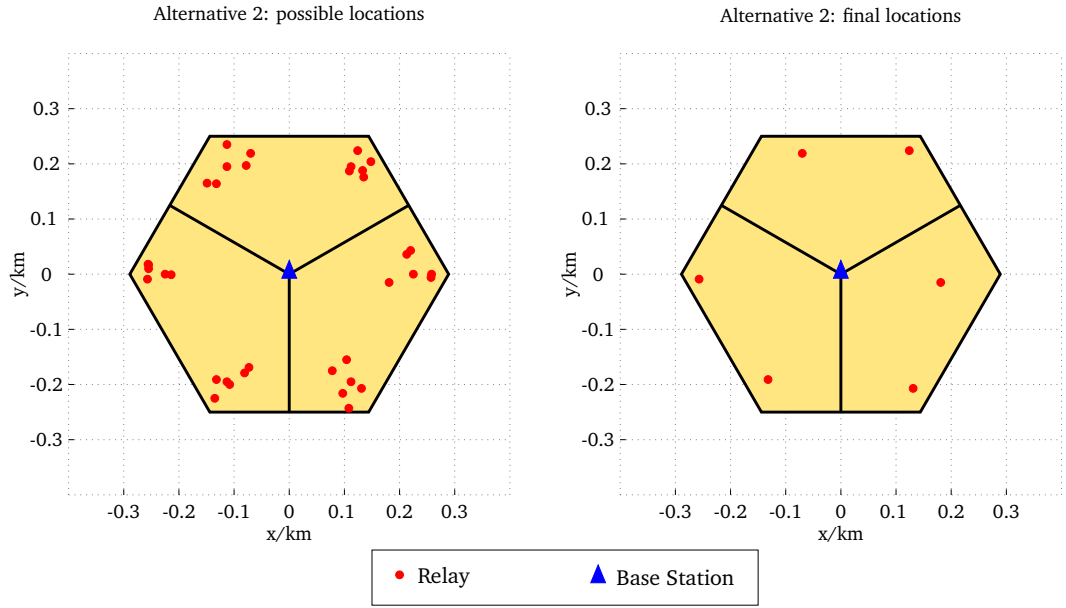 Alternative 2: possible locations
Alternative 2: final locations
0.3
0.2
0.1
0
-0.1
-0.2
-0.3
y/km
-0.3 -0.2 -0.1 0 0.1 0.2 0.3
x/km
0.3
0.2
0.1
0
-0.1
-0.2
-0.3
y/km
-0.3 -0.2 -0.1 0 0.1 0.2 0.3
x/km
Relay
Base Station